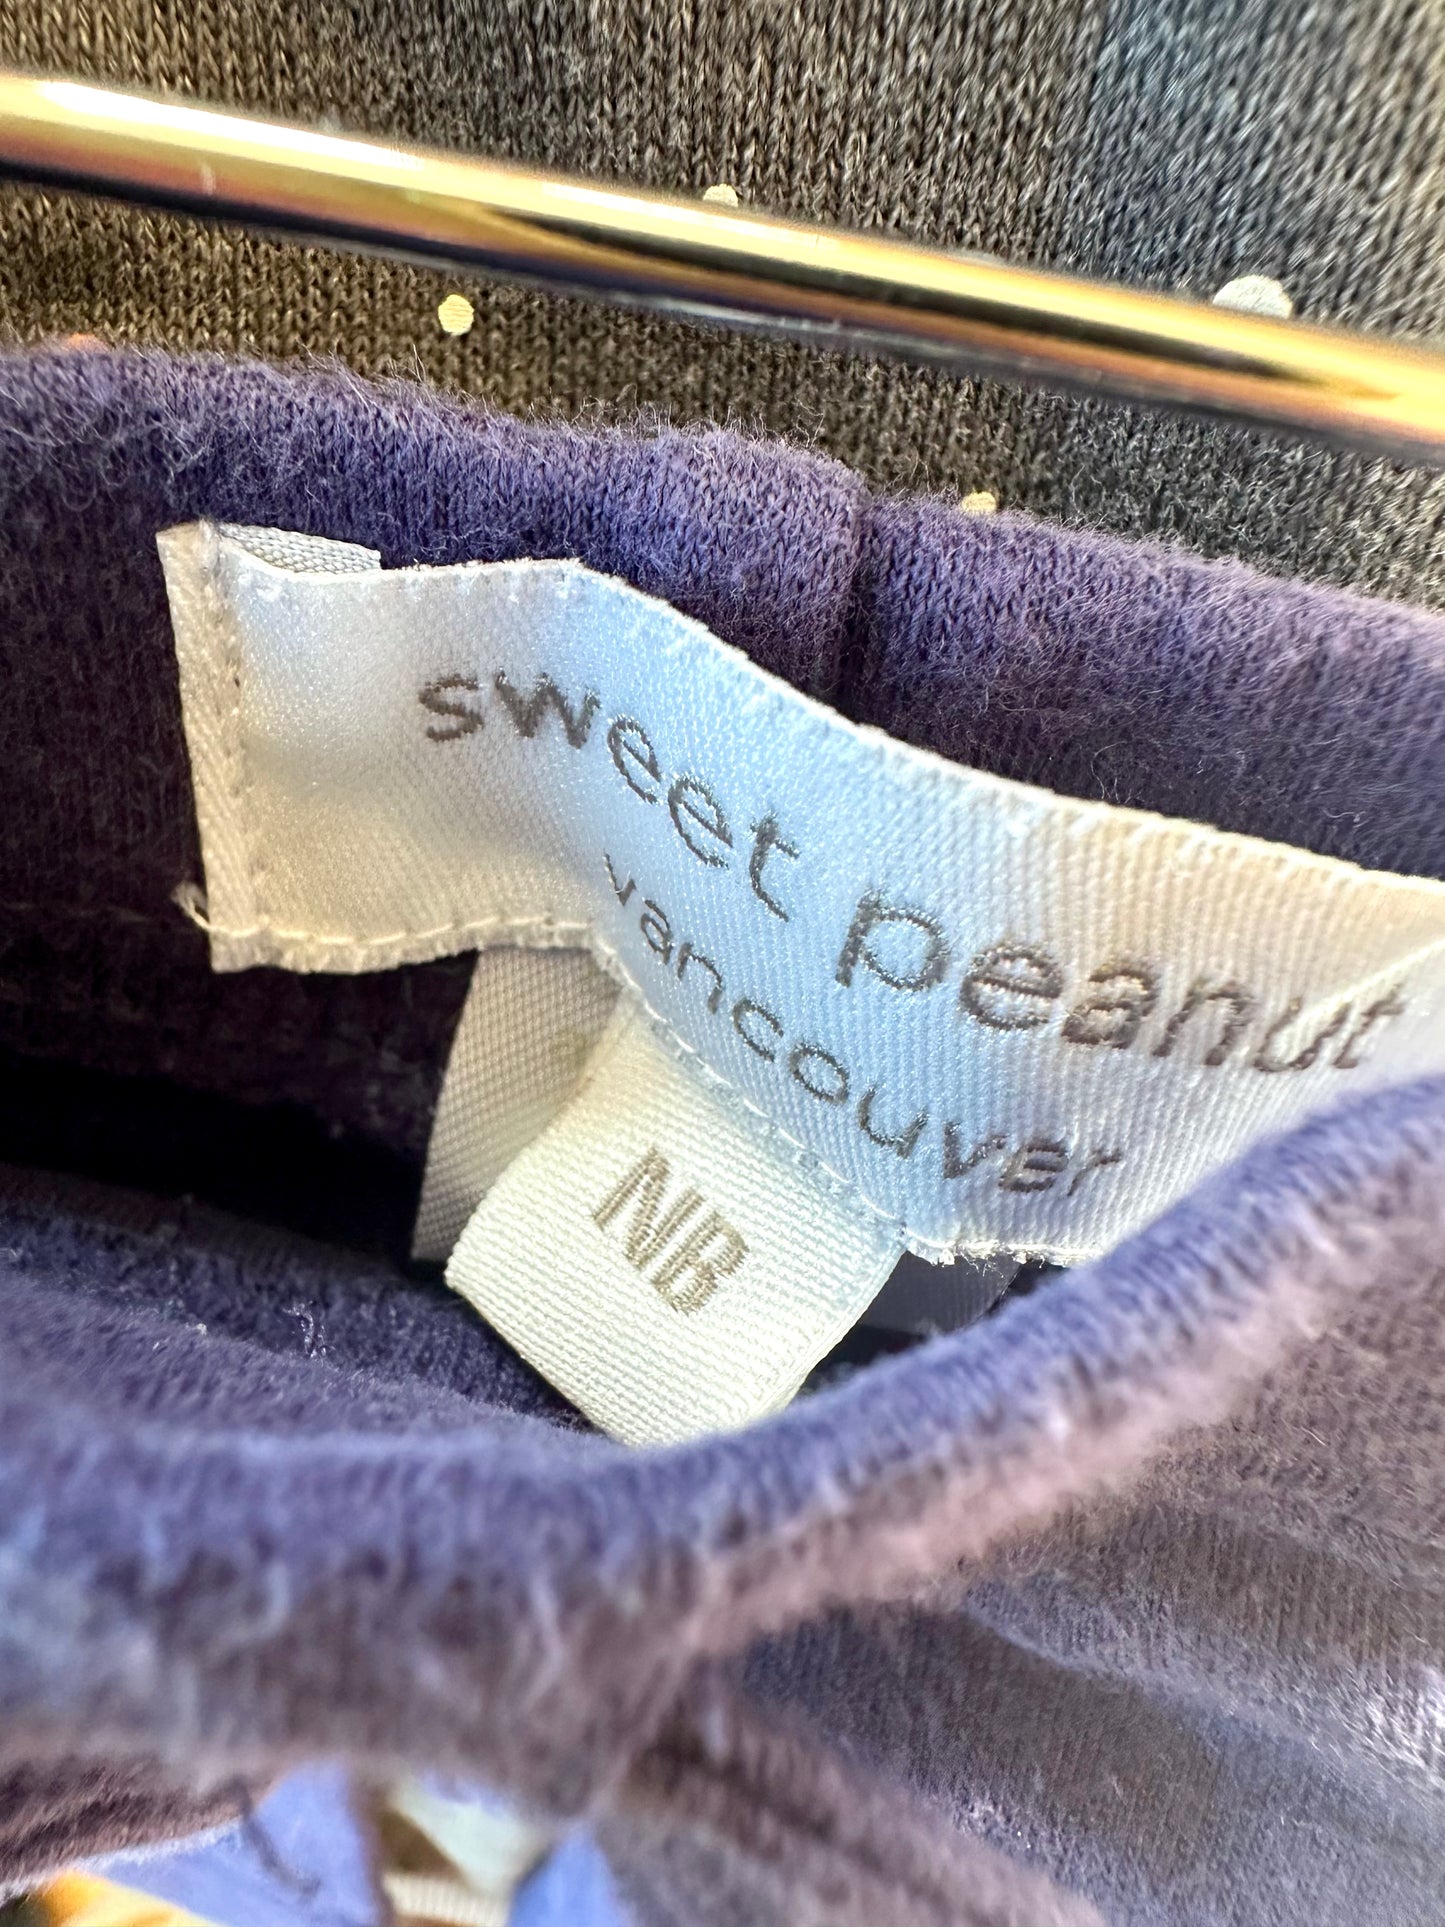 sweet peanut
vancouver
NB